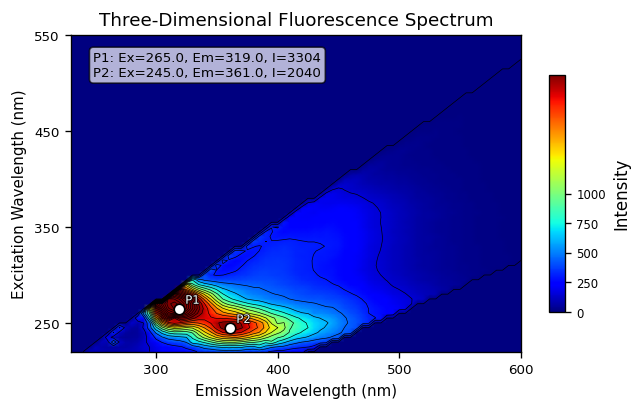 Three-Dimensional Fluorescence Spectrum
P1: Ex=265.0, Em=319.0, I=3304
P2: Ex=245.0, Em=361.0, I=2040
550
450
350
250
Excitation Wavelength (nm)
P1
P2
300
400
500
600
Emission Wavelength (nm)
1000
750
500
250
0
Intensity